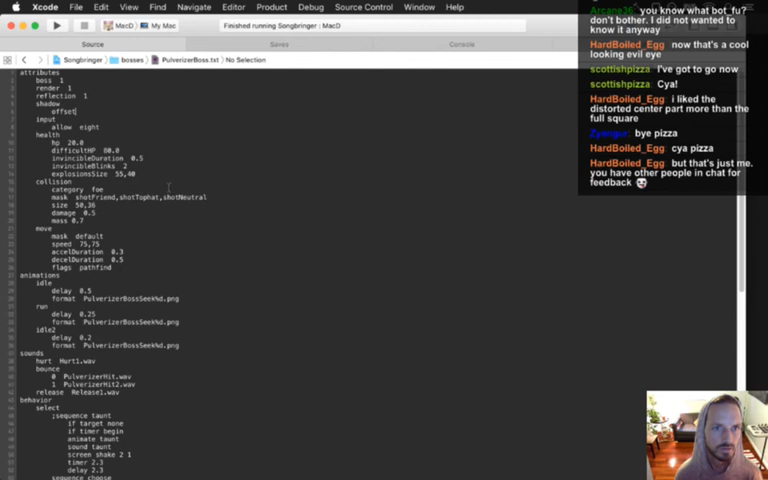 Xcode File Edit View Find Navigate Editor Product Debug Source Control Window
MacD My Mac
Finished running Songbringer : MacD
Source
Saves
Console
Songbringer bosses PulverizerBoss.txt No Selection
attributes
boss 1
render 1
reflection 1
shadow
offset
input
allow eight
health
hp 20.0
difficultHP 80.0
invincibleDuration 0.5
invincibleBlinks 2
explosionsSize 55,40
collision
category foe
mask shotFriend,shotTophat,shotNeutral
size 50,36
damage 0.5
mass 0.7
move
mask default
speed 75,75
accelDuration 0.3
decelDuration 0.5
flags pathfind
animations
idle
delay 0.5
format PulverizerBossSeek%d.png
run
delay 0.25
format PulverizerBossSeek%d.png
idle2
delay 0.2
format PulverizerBossSeek%d.png
sounds
hurt Hurt1.wav
bounce
0 PulverizerHit.wav
1 PulverizerHit2.wav
release Release1.wav
behavior
select
;sequence taunt
if target none
if timer begin
animate taunt
sound taunt
screen shake 2 1
timer 2.3
delay 2.3
sequence choose
Arcane36: you know what bot_fu?
don't bother. I did not wanted to
know it anyway
HardBoiled_Egg: now that's a cool
looking evil eye
scottishpizza: I've got to go now
scottishpizza: Cya!
HardBoiled_Egg: i liked the
distorted center part more than the
full square
Zyangur: bye pizza
HardBoiled_Egg: cya pizza
HardBoiled_Egg: but that's just me.
you have other people in chat for
feedback